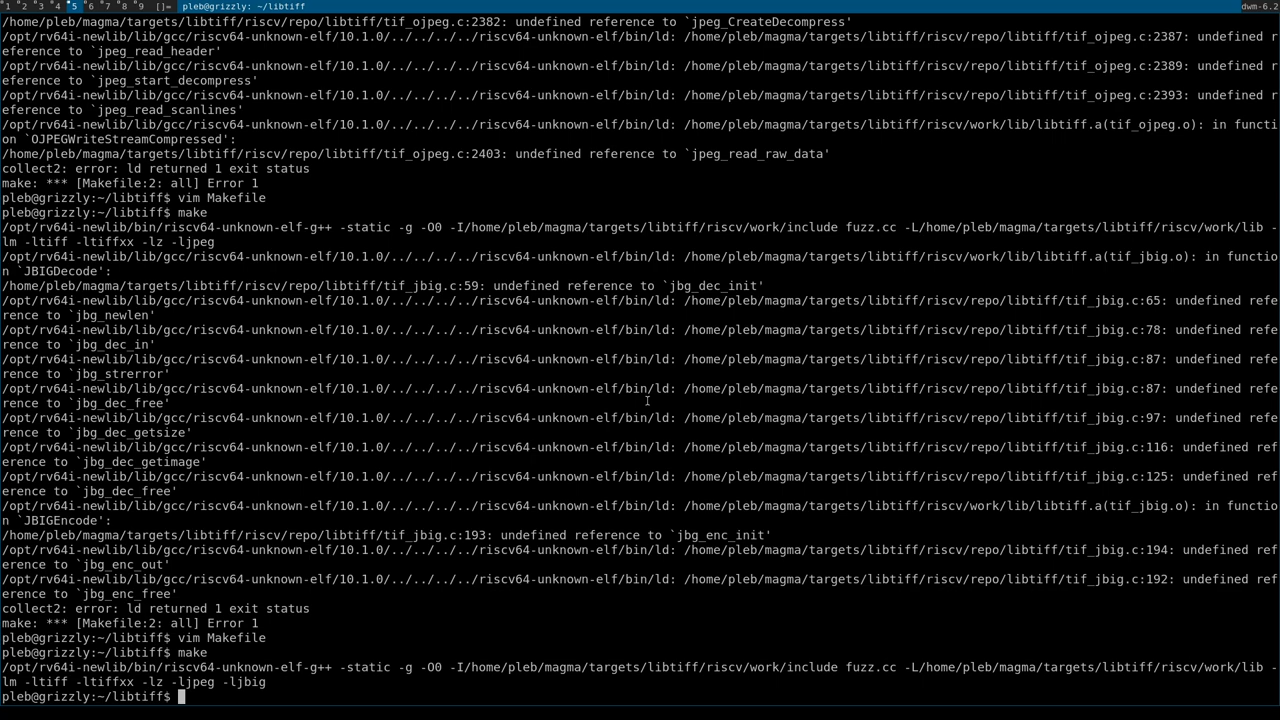 1 2 3 4 5 6 7 8 9 []= pleb@grizzly: ~/libtiff dwm-6.2
/home/pleb/magma/targets/libtiff/riscv/repo/libtiff/tif_ojpeg.c:2382: undefined reference to `jpeg_CreateDecompress'
/opt/rv64i-newlib/lib/gcc/riscv64-unknown-elf/10.1.0/../../../../riscv64-unknown-elf/bin/ld: /home/pleb/magma/targets/libtiff/riscv/repo/libtiff/tif_ojpeg.c:2387: undefined r
eference to `jpeg_read_header'
/opt/rv64i-newlib/lib/gcc/riscv64-unknown-elf/10.1.0/../../../../riscv64-unknown-elf/bin/ld: /home/pleb/magma/targets/libtiff/riscv/repo/libtiff/tif_ojpeg.c:2389: undefined r
eference to `jpeg_start_decompress'
/opt/rv64i-newlib/lib/gcc/riscv64-unknown-elf/10.1.0/../../../../riscv64-unknown-elf/bin/ld: /home/pleb/magma/targets/libtiff/riscv/repo/libtiff/tif_ojpeg.c:2393: undefined r
eference to `jpeg_read_scanlines'
/opt/rv64i-newlib/lib/gcc/riscv64-unknown-elf/10.1.0/../../../../riscv64-unknown-elf/bin/ld: /home/pleb/magma/targets/libtiff/riscv/work/lib/libtiff.a(tif_ojpeg.o): in functi
on `OJPEGWriteStreamCompressed':
/home/pleb/magma/targets/libtiff/riscv/repo/libtiff/tif_ojpeg.c:2403: undefined reference to `jpeg_read_raw_data'
collect2: error: ld returned 1 exit status
make: *** [Makefile:2: all] Error 1
pleb@grizzly:~/libtiff$ vim Makefile
pleb@grizzly:~/libtiff$ make
/opt/rv64i-newlib/bin/riscv64-unknown-elf-g++ -static -g -O0 -I/home/pleb/magma/targets/libtiff/riscv/work/include fuzz.cc -L/home/pleb/magma/targets/libtiff/riscv/work/lib -
lm -ltiff -ltiffxx -lz -ljpeg
/opt/rv64i-newlib/lib/gcc/riscv64-unknown-elf/10.1.0/../../../../riscv64-unknown-elf/bin/ld: /home/pleb/magma/targets/libtiff/riscv/work/lib/libtiff.a(tif_jbig.o): in functio
n `JBIGDecode':
/home/pleb/magma/targets/libtiff/riscv/repo/libtiff/tif_jbig.c:59: undefined reference to `jbg_dec_init'
/opt/rv64i-newlib/lib/gcc/riscv64-unknown-elf/10.1.0/../../../../riscv64-unknown-elf/bin/ld: /home/pleb/magma/targets/libtiff/riscv/repo/libtiff/tif_jbig.c:65: undefined refe
rence to `jbg_newlen'
/opt/rv64i-newlib/lib/gcc/riscv64-unknown-elf/10.1.0/../../../../riscv64-unknown-elf/bin/ld: /home/pleb/magma/targets/libtiff/riscv/repo/libtiff/tif_jbig.c:78: undefined refe
rence to `jbg_dec_in'
/opt/rv64i-newlib/lib/gcc/riscv64-unknown-elf/10.1.0/../../../../riscv64-unknown-elf/bin/ld: /home/pleb/magma/targets/libtiff/riscv/repo/libtiff/tif_jbig.c:87: undefined refe
rence to `jbg_strerror'
/opt/rv64i-newlib/lib/gcc/riscv64-unknown-elf/10.1.0/../../../../riscv64-unknown-elf/bin/ld: /home/pleb/magma/targets/libtiff/riscv/repo/libtiff/tif_jbig.c:87: undefined refe
rence to `jbg_dec_free'
/opt/rv64i-newlib/lib/gcc/riscv64-unknown-elf/10.1.0/../../../../riscv64-unknown-elf/bin/ld: /home/pleb/magma/targets/libtiff/riscv/repo/libtiff/tif_jbig.c:97: undefined refe
rence to `jbg_dec_getsize'
/opt/rv64i-newlib/lib/gcc/riscv64-unknown-elf/10.1.0/../../../../riscv64-unknown-elf/bin/ld: /home/pleb/magma/targets/libtiff/riscv/repo/libtiff/tif_jbig.c:116: undefined ref
erence to `jbg_dec_getimage'
/opt/rv64i-newlib/lib/gcc/riscv64-unknown-elf/10.1.0/../../../../riscv64-unknown-elf/bin/ld: /home/pleb/magma/targets/libtiff/riscv/repo/libtiff/tif_jbig.c:125: undefined ref
erence to `jbg_dec_free'
/opt/rv64i-newlib/lib/gcc/riscv64-unknown-elf/10.1.0/../../../../riscv64-unknown-elf/bin/ld: /home/pleb/magma/targets/libtiff/riscv/work/lib/libtiff.a(tif_jbig.o): in functio
n `JBIGEncode':
/home/pleb/magma/targets/libtiff/riscv/repo/libtiff/tif_jbig.c:193: undefined reference to `jbg_enc_init'
/opt/rv64i-newlib/lib/gcc/riscv64-unknown-elf/10.1.0/../../../../riscv64-unknown-elf/bin/ld: /home/pleb/magma/targets/libtiff/riscv/repo/libtiff/tif_jbig.c:194: undefined ref
erence to `jbg_enc_out'
/opt/rv64i-newlib/lib/gcc/riscv64-unknown-elf/10.1.0/../../../../riscv64-unknown-elf/bin/ld: /home/pleb/magma/targets/libtiff/riscv/repo/libtiff/tif_jbig.c:192: undefined ref
erence to `jbg_enc_free'
collect2: error: ld returned 1 exit status
make: *** [Makefile:2: all] Error 1
pleb@grizzly:~/libtiff$ vim Makefile
pleb@grizzly:~/libtiff$ make
/opt/rv64i-newlib/bin/riscv64-unknown-elf-g++ -static -g -O0 -I/home/pleb/magma/targets/libtiff/riscv/work/include fuzz.cc -L/home/pleb/magma/targets/libtiff/riscv/work/lib -
lm -ltiff -ltiffxx -lz -ljpeg -ljbig
pleb@grizzly:~/libtiff$